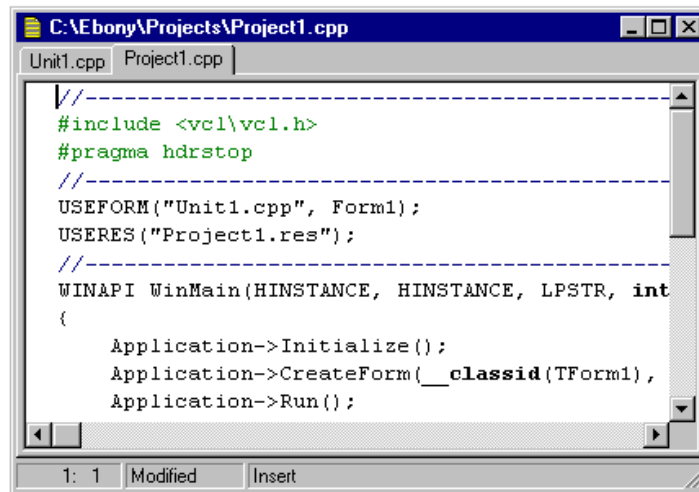 C:\Ebony\Projects\Project1.cpp
Unit1.cpp Project1.cpp
//------------------------------------------
#include <vcl\vcl.h>
#pragma hdrstop
//------------------------------------------
USEFORM("Unit1.cpp", Form1);
USERES("Project1.res");
//------------------------------------------
WINAPI WinMain(HINSTANCE, HINSTANCE, LPSTR, int
{
    Application->Initialize();
    Application->CreateForm(__classid(TForm1),
    Application->Run();
1: 1 Modified Insert